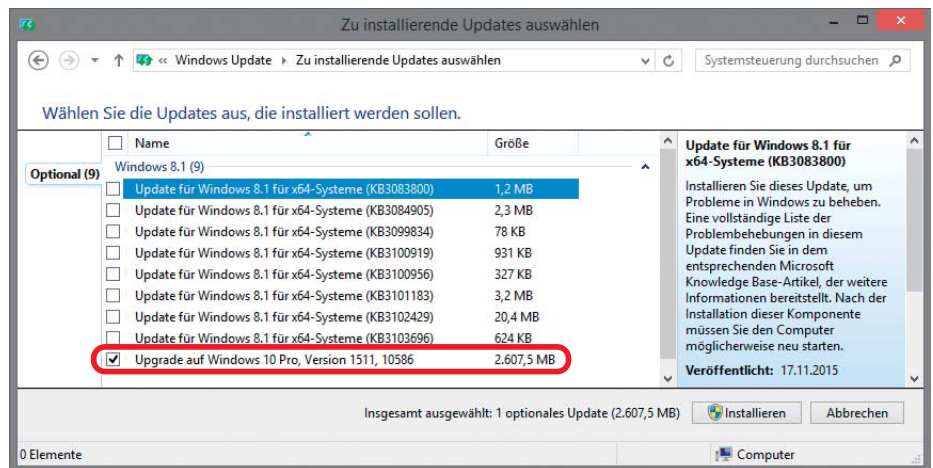 Zu installierende Updates auswählen
« Windows Update ▸ Zu installierende Updates auswählen
Systemsteuerung durchsuchen
Wählen Sie die Updates aus, die installiert werden sollen.
Name Größe
Optional (9)
Windows 8.1 (9)
Update für Windows 8.1 für x64-Systeme (KB3083800) 1,2 MB
Update für Windows 8.1 für x64-Systeme (KB3084905) 2,3 MB
Update für Windows 8.1 für x64-Systeme (KB3099834) 78 KB
Update für Windows 8.1 für x64-Systeme (KB3100919) 931 KB
Update für Windows 8.1 für x64-Systeme (KB3100956) 327 KB
Update für Windows 8.1 für x64-Systeme (KB3101183) 3,2 MB
Update für Windows 8.1 für x64-Systeme (KB3102429) 20,4 MB
Update für Windows 8.1 für x64-Systeme (KB3103696) 624 KB
Upgrade auf Windows 10 Pro, Version 1511, 10586 2.607,5 MB
Update für Windows 8.1 für
x64-Systeme (KB3083800)
Installieren Sie dieses Update, um
Probleme in Windows zu beheben.
Eine vollständige Liste der
Problembehebungen in diesem
Update finden Sie in dem
entsprechenden Microsoft
Knowledge Base-Artikel, der weitere
Informationen bereitstellt. Nach der
Installation dieser Komponente
müssen Sie den Computer
möglicherweise neu starten.
Veröffentlicht: 17.11.2015
Insgesamt ausgewählt: 1 optionales Update (2.607,5 MB)
Installieren
Abbrechen
0 Elemente
Computer